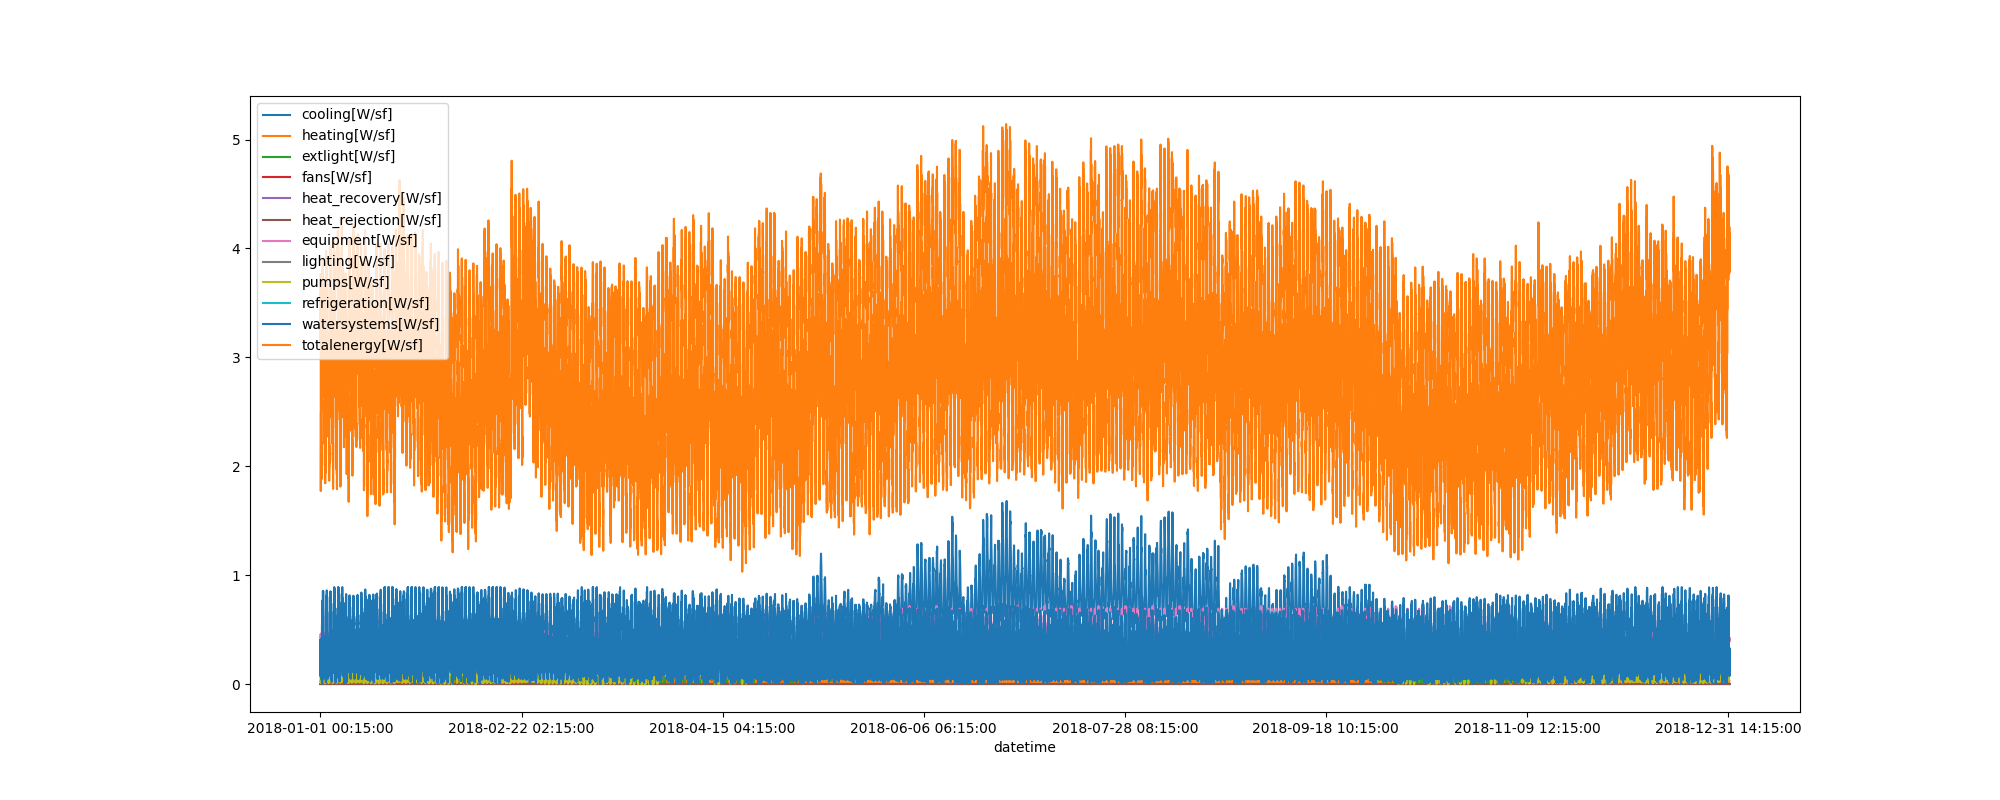 cooling[W/sf]
heating[W/sf]
extlight[W/sf]
fans[W/sf]
heat_recovery[W/sf]
heat_rejection[W/sf]
equipment[W/sf]
lighting[W/sf]
pumps[W/sf]
refrigeration[W/sf]
watersystems[W/sf]
totalenergy[W/sf]
5
4
3
2
1
0
2018-01-01 00:15:00 2018-02-22 02:15:00 2018-04-15 04:15:00 2018-06-06 06:15:00 2018-07-28 08:15:00 2018-09-18 10:15:00 2018-11-09 12:15:00 2018-12-31 14:15:00
datetime